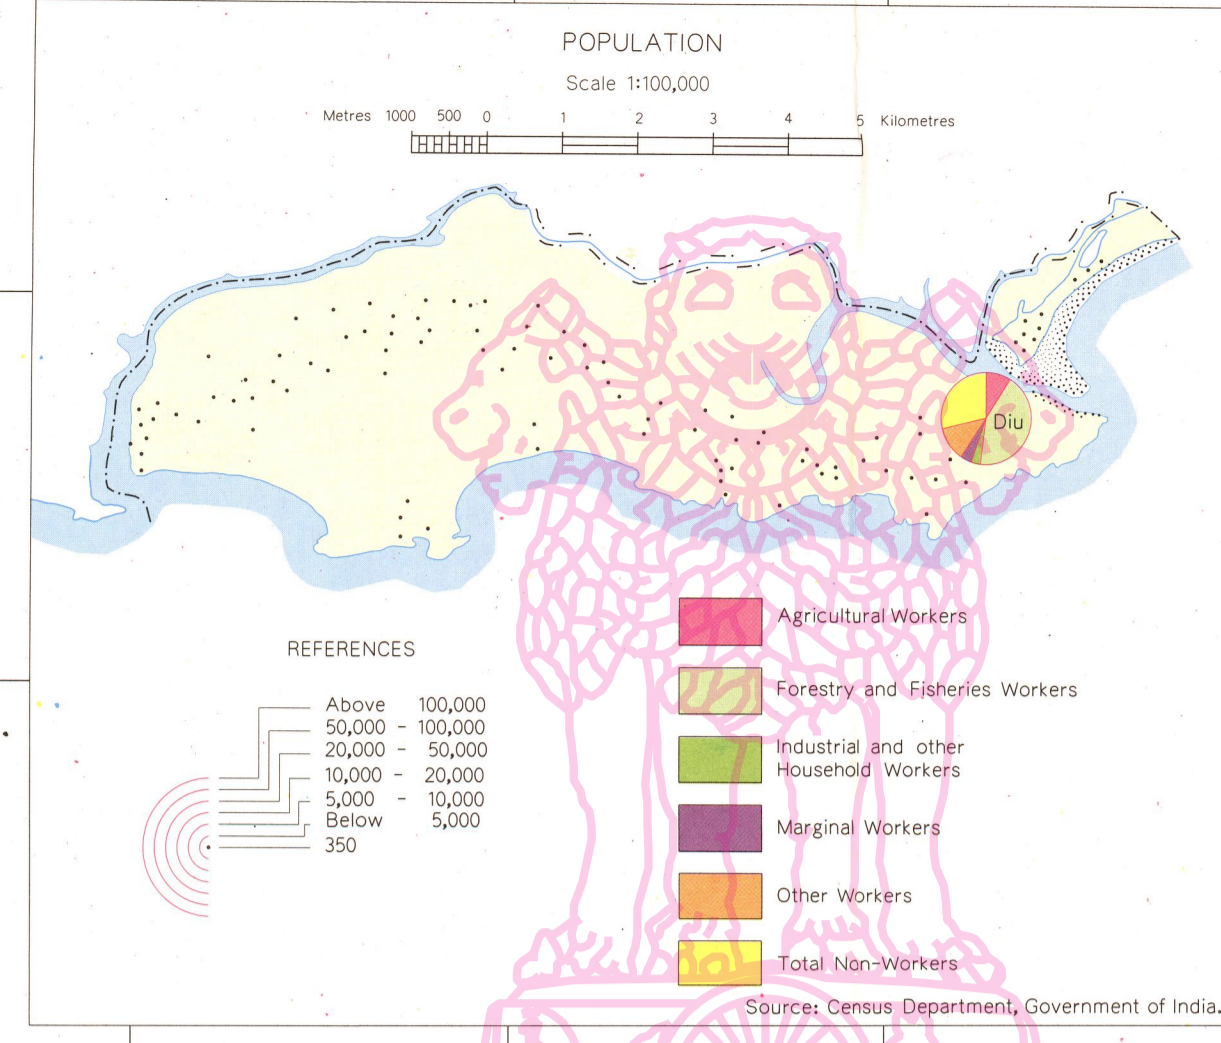 POPULATION
Scale 1:100,000
Metres 1000 500 0 1 2 3 4 5 Kilometres
Diu
REFERENCES
Above 100,000
50,000 - 100,000
20,000 - 50,000
10,000 - 20,000
5,000 - 10,000
Below 5,000
350
Agricultural Workers
Forestry and Fisheries Workers
Industrial and other
Household Workers
Marginal Workers
Other Workers
Total Non-Workers
Source: Census Department, Government of India.